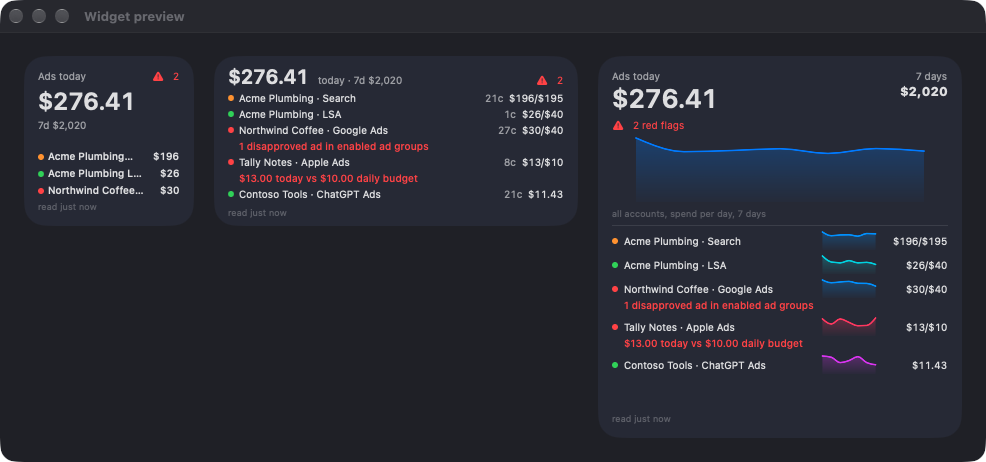 Widget preview
Ads today 2
$276.41
7d $2,020
Acme Plumbing... $196
Acme Plumbing L... $26
Northwind Coffee... $30
read just now
$276.41 today · 7d $2,020 2
Acme Plumbing · Search 21c $196/$195
Acme Plumbing · LSA 1c $26/$40
Northwind Coffee · Google Ads 27c $30/$40
1 disapproved ad in enabled ad groups
Tally Notes · Apple Ads 8c $13/$10
$13.00 today vs $10.00 daily budget
Contoso Tools · ChatGPT Ads 21c $11.43
read just now
Ads today 7 days
$276.41 $2,020
2 red flags
all accounts, spend per day, 7 days
Acme Plumbing · Search $196/$195
Acme Plumbing · LSA $26/$40
Northwind Coffee · Google Ads $30/$40
1 disapproved ad in enabled ad groups
Tally Notes · Apple Ads $13/$10
$13.00 today vs $10.00 daily budget
Contoso Tools · ChatGPT Ads $11.43
read just now